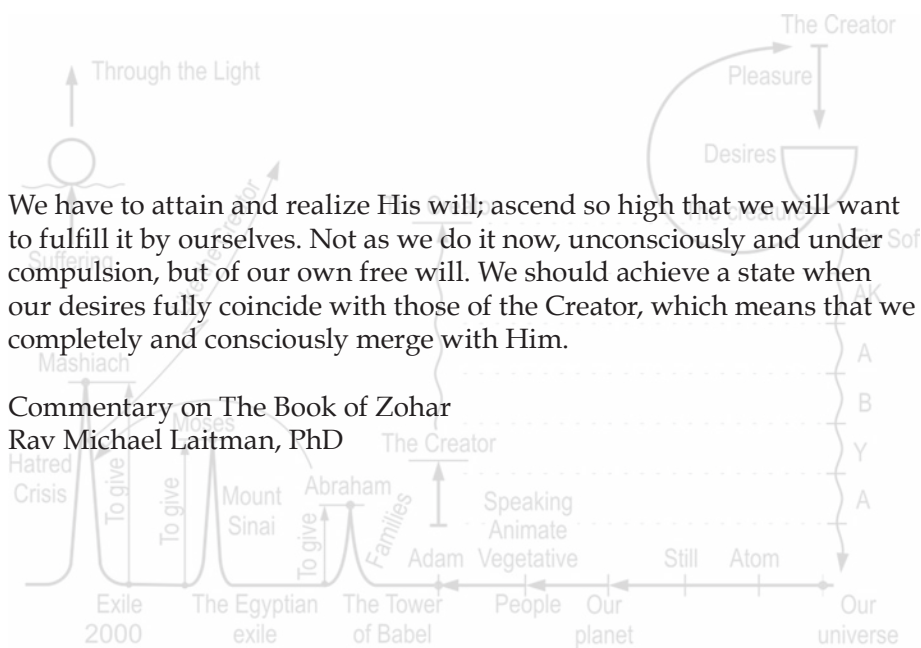 The Creator
Through the Light
Pleasure
Desires
We have to attain and realize His will; ascend so high that we will want
to fulfill it by ourselves. Not as we do it now, unconsciously and under
compulsion, but of our own free will. We should achieve a state when
our desires fully coincide with those of the Creator, which means that we
completely and consciously merge with Him.
Commentary on The Book of Zohar
Rav Michael Laitman, PhD
The creature
Sof
Suffering
AK
A
B
Y
A
Mashiach
Moses
The Creator
Hatred
Crisis
To give
To give
Mount
Sinai
Abraham
To give
Families
Speaking
Animate
Vegetative
Adam
Still
Atom
Exile
2000
The Egyptian
exile
The Tower
of Babel
People
Our
planet
Our
universe